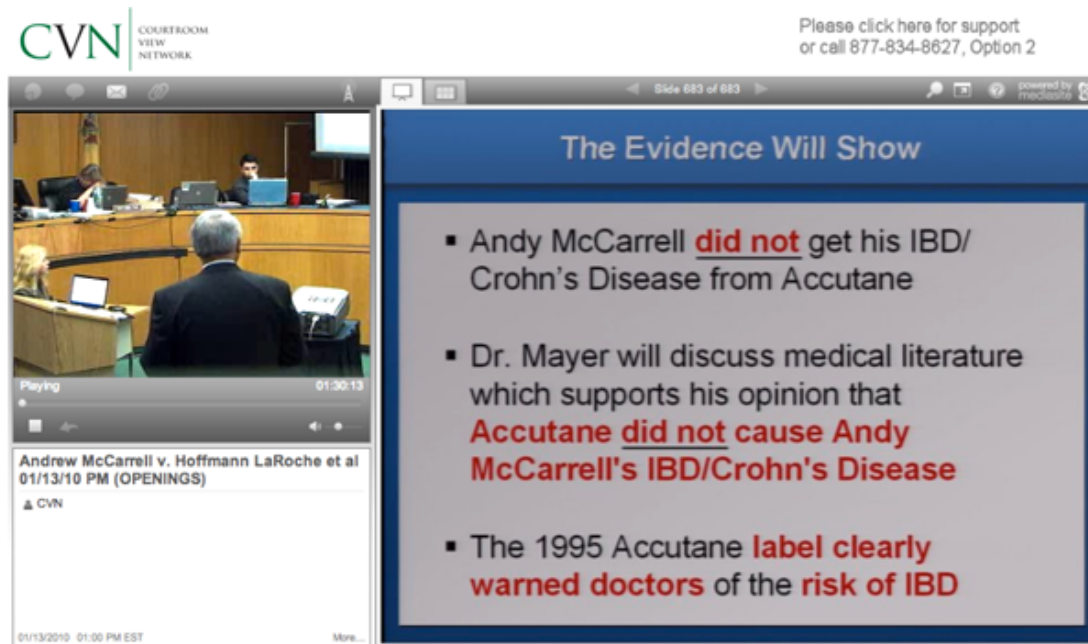 CVN
COURTROOM
VIEW
NETWORK
Please click here for support
or call 877-834-8627, Option 2
Slide 683 of 683
powered by
mediasite
Playing
01:30:13
Andrew McCarrell v. Hoffmann LaRoche et al
01/13/10 PM (OPENINGS)
CVN
01/13/2010 01:00 PM EST
More...
The Evidence Will Show
▪ Andy McCarrell did not get his IBD/
Crohn's Disease from Accutane
▪ Dr. Mayer will discuss medical literature
which supports his opinion that
Accutane did not cause Andy
McCarrell's IBD/Crohn's Disease
▪ The 1995 Accutane label clearly
warned doctors of the risk of IBD